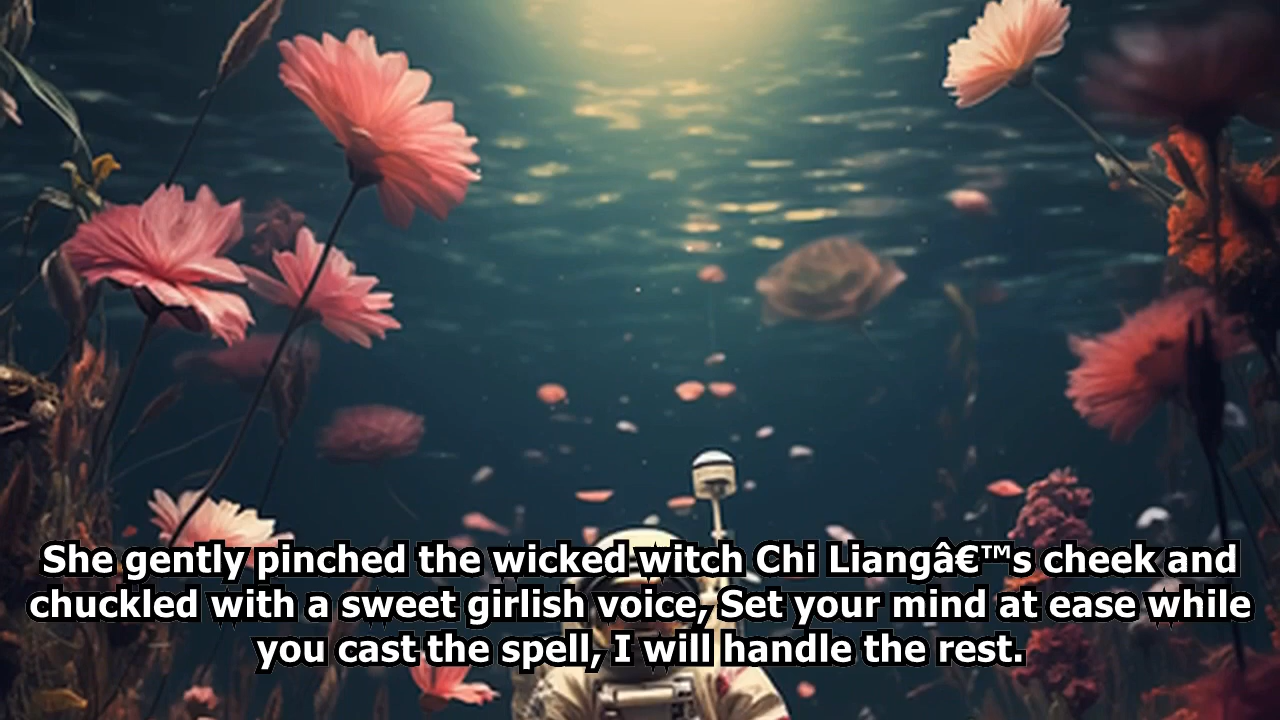 She gently pinched the wicked witch Chi Liangâ€™s cheek and
chuckled with a sweet girlish voice, Set your mind at ease while
you cast the spell, I will handle the rest.